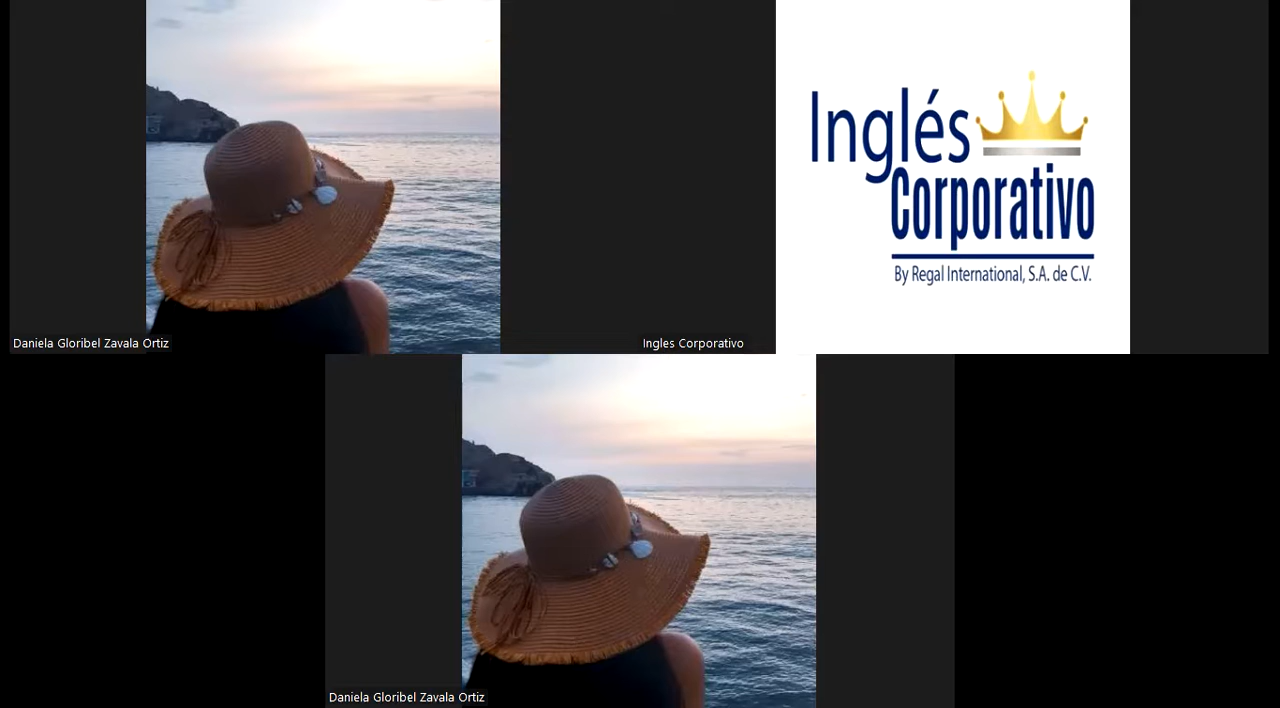 Inglés
Corporativo
By Regal International, S.A. de C.V.
Daniela Gloribel Zavala Ortiz
Ingles Corporativo
Daniela Gloribel Zavala Ortiz